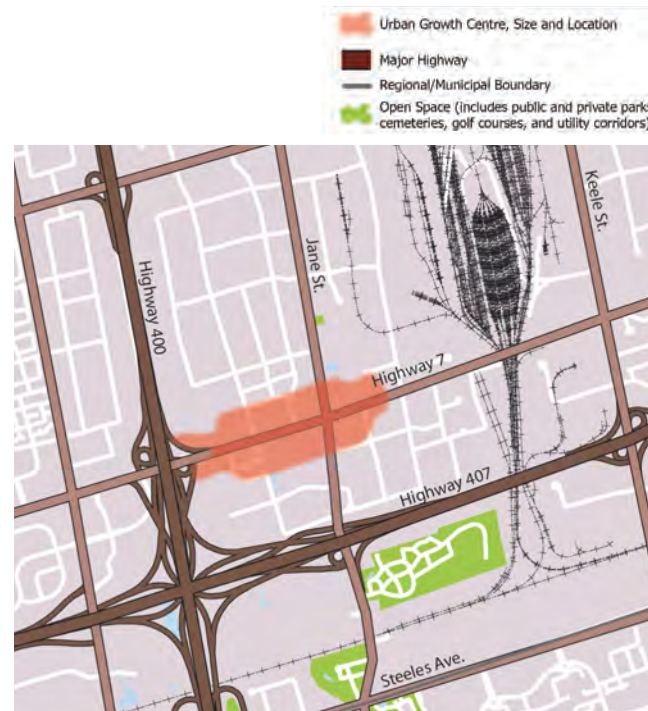 Urban Growth Centre, Size and Location
Major Highway
Regional/Municipal Boundary
Open Space (includes public and private parks
cemeteries, golf courses, and utility corridors)
Keele St.
Jane St.
Highway 400
Highway 7
Highway 407
Steeles Ave.